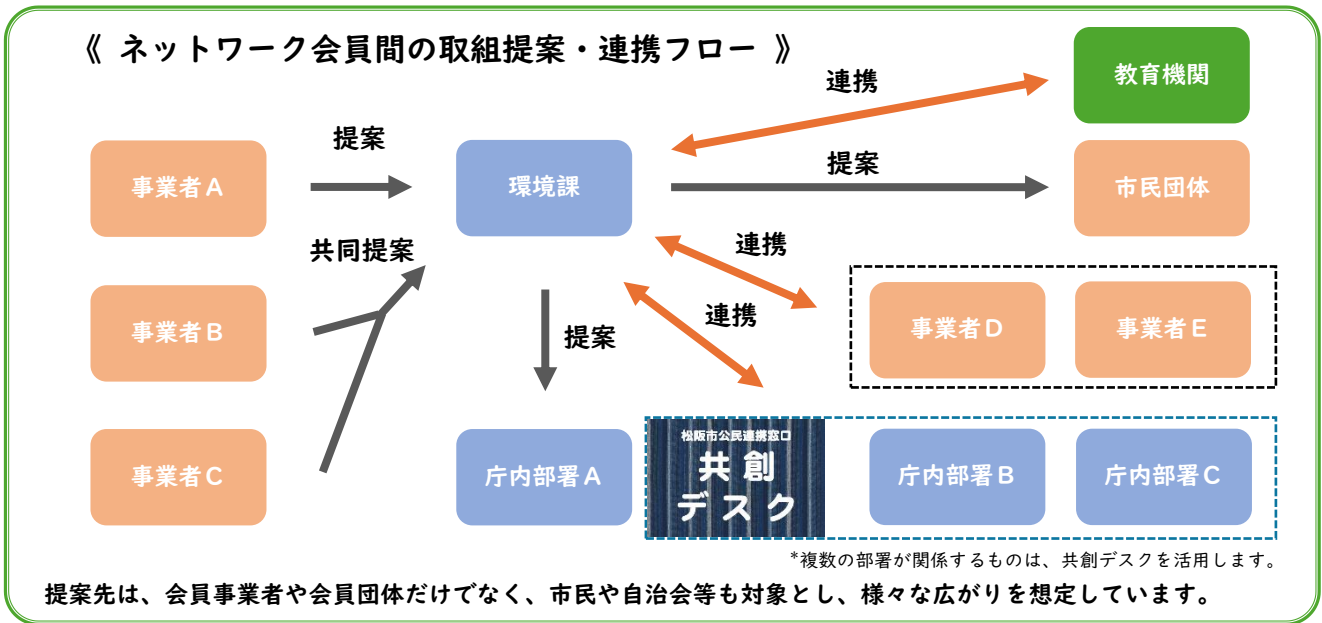 《 ネットワーク会員間の取組提案・連携フロー 》
教育機関
連携
提案
提案
事業者A
環境課
市民団体
共同提案
連携
連携
事業者B
提案
事業者D
事業者E
事業者C
庁内部署A
松阪市公民連携窓口
共創
デスク
庁内部署B
庁内部署C
*複数の部署が関係するものは、共創デスクを活用します。
提案先は、会員事業者や会員団体だけでなく、市民や自治会等も対象とし、様々な広がりを想定しています。